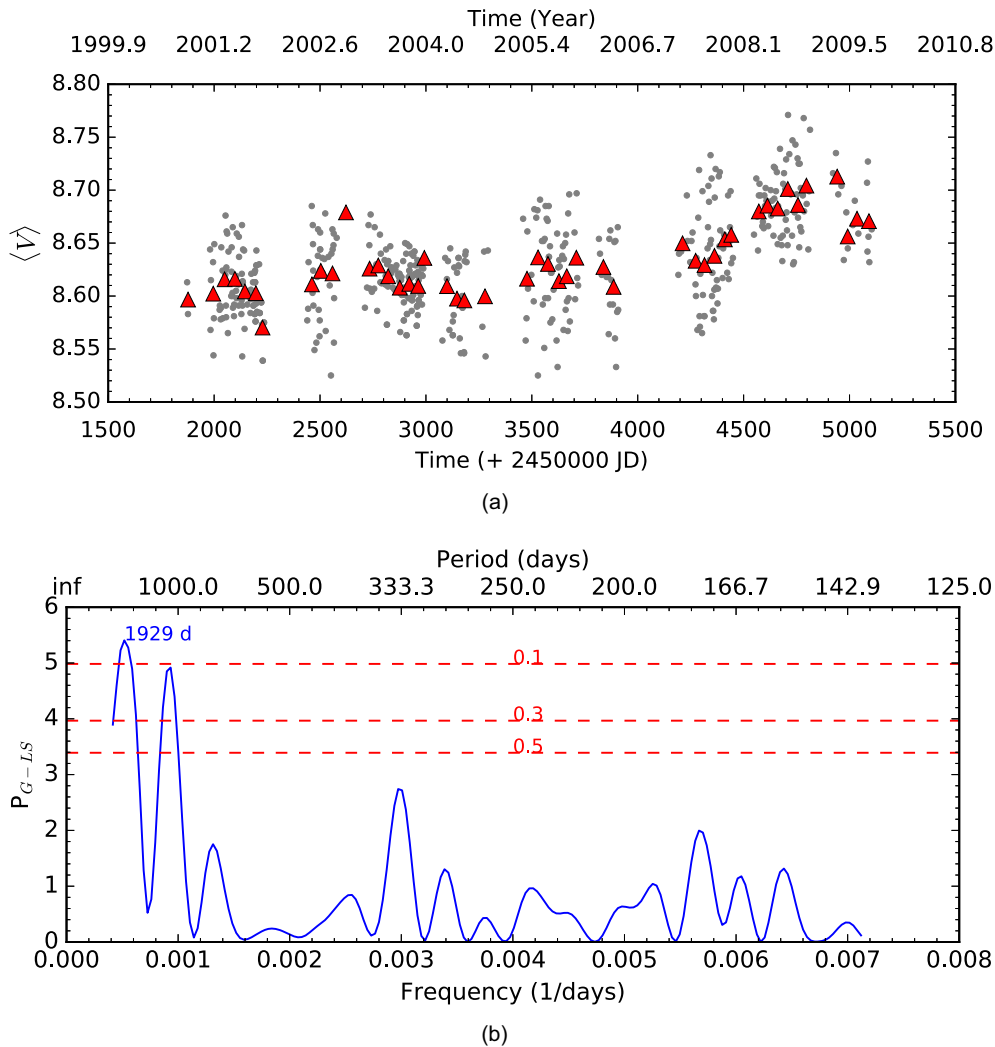 Time (Year)
1999.9 2001.2 2002.6 2004.0 2005.4 2006.7 2008.1 2009.5 2010.8
8.80
8.75
8.70
8.65
8.60
8.55
8.50
⟨V⟩
1500 2000 2500 3000 3500 4000 4500 5000 5500
Time (+ 2450000 JD)
(a)
Period (days)
inf 1000.0 500.0 333.3 250.0 200.0 166.7 142.9 125.0
6
5
4
3
2
1
0
P_{G-LS}
1929 d
0.1
0.3
0.5
0.000 0.001 0.002 0.003 0.004 0.005 0.006 0.007 0.008
Frequency (1/days)
(b)